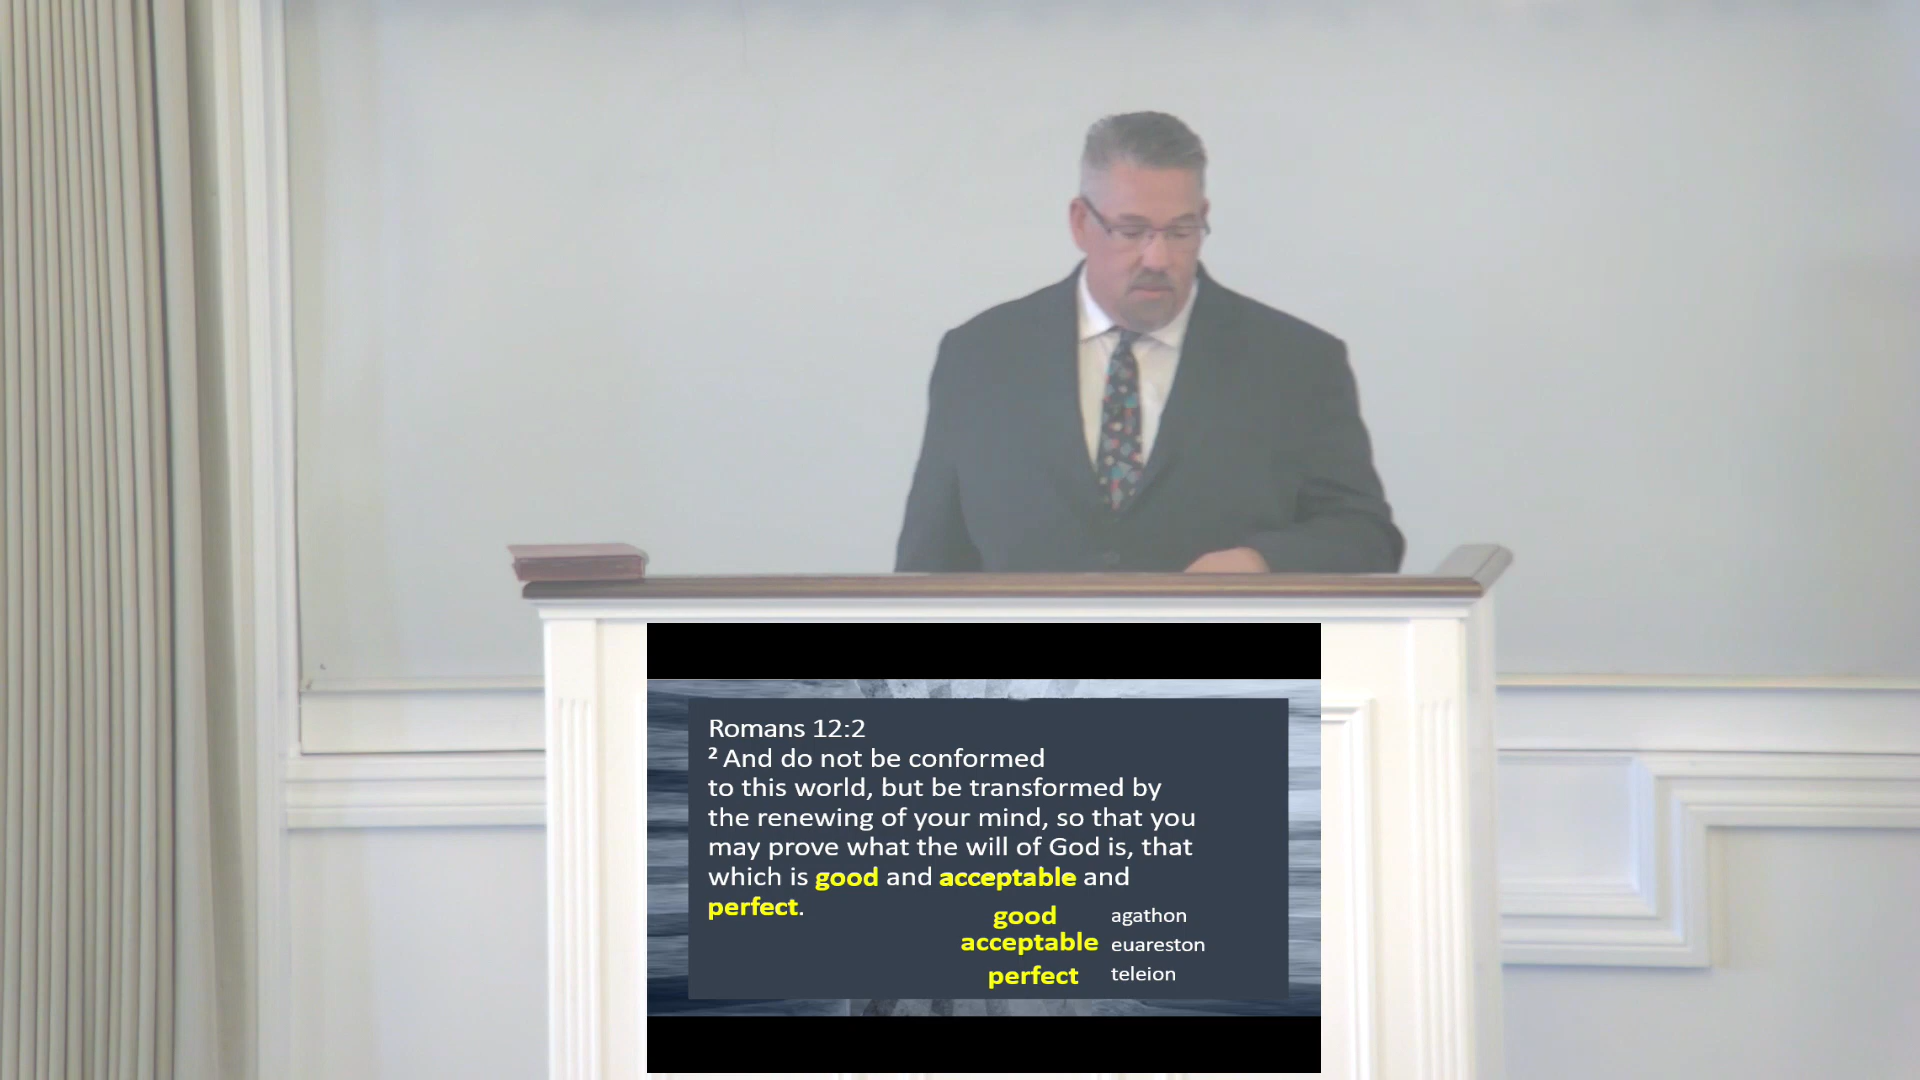 Romans 12:2
2 And do not be conformed
to this world, but be transformed by
the renewing of your mind, so that you
may prove what the will of God is, that
which is good and acceptable and
perfect.
good agathon
acceptable euareston
perfect teleion